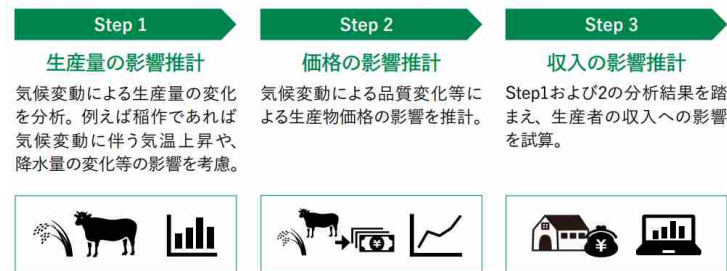 Step 1
生産量の影響推計
気候変動による生産量の変化
を分析。例えば稲作であれば
気候変動に伴う気温上昇や、
降水量の変化等の影響を考慮。
Step 2
価格の影響推計
気候変動による品質変化等に
よる生産物価格の影響を推計。
¥
Step 3
収入の影響推計
Step1および2の分析結果を踏
まえ、生産者の収入への影響
を試算。
¥